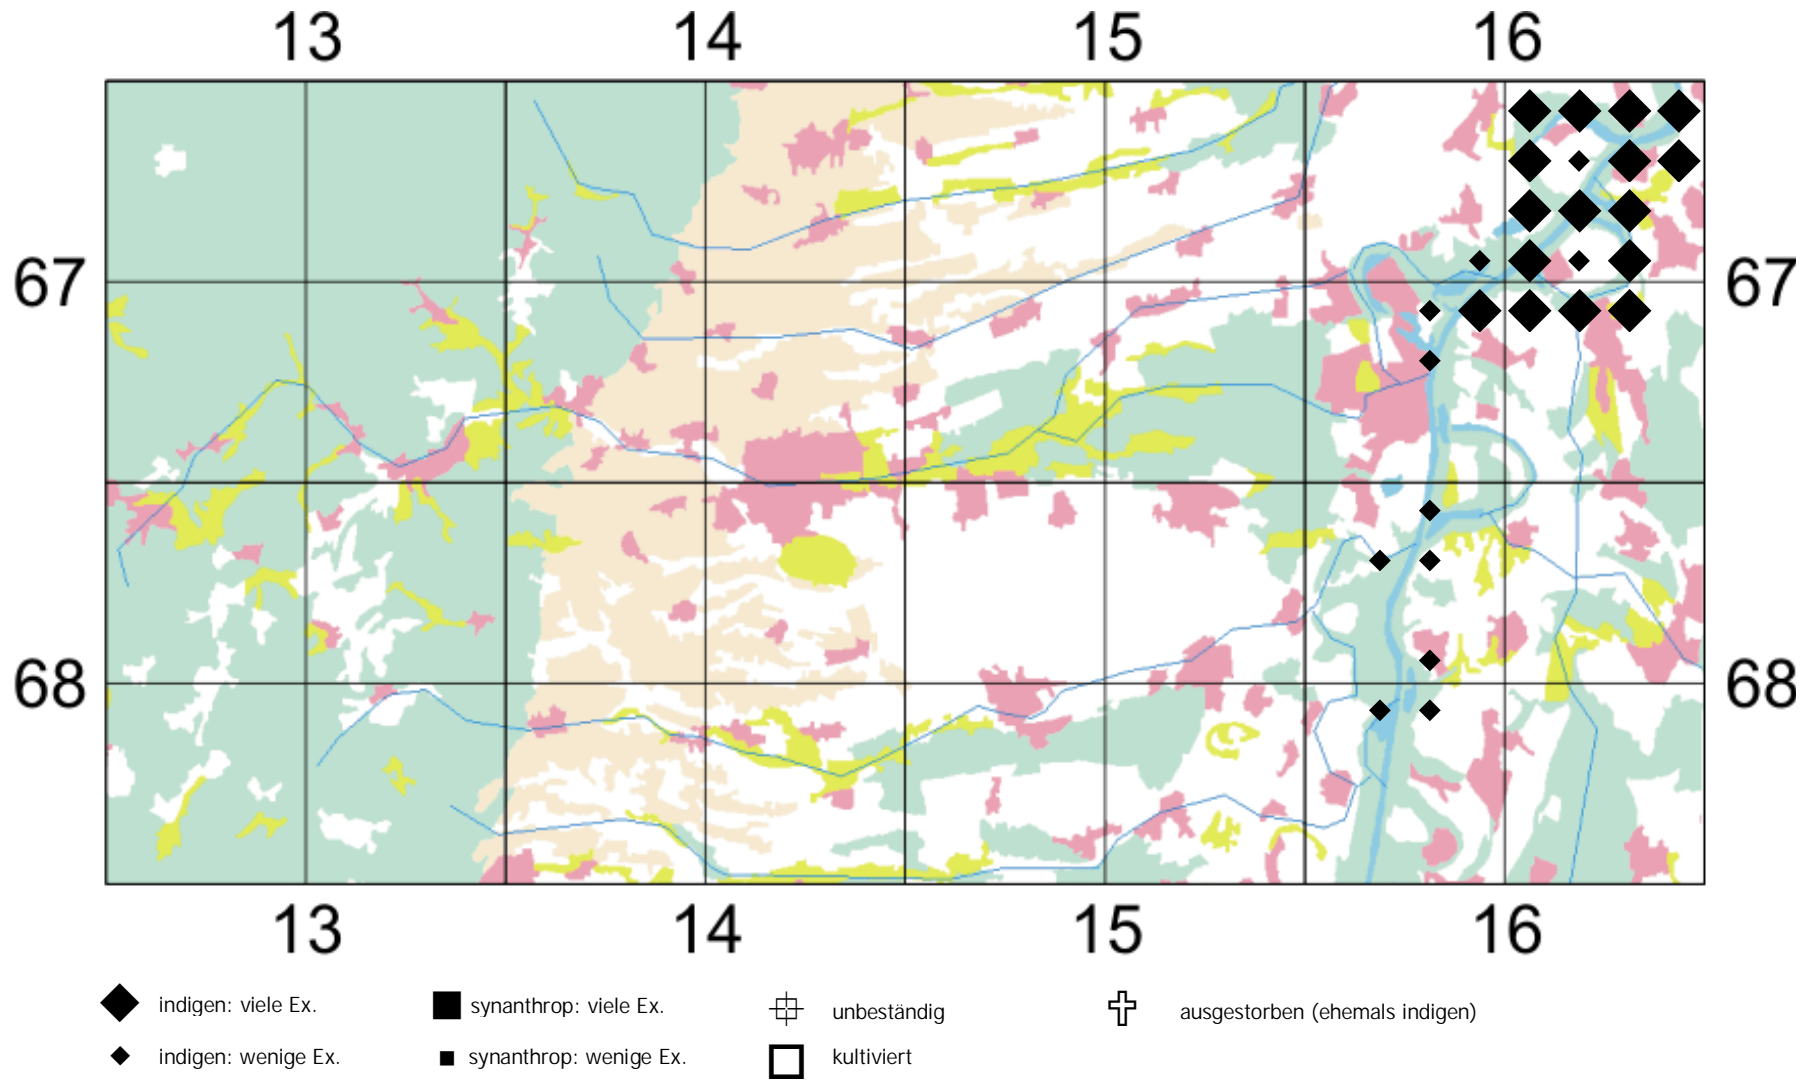 13 14 15 16
67 67
68 68
13 14 15 16
indigen: viele Ex. synanthrop: viele Ex. unbeständig ausgestorben (ehemals indigen)
indigen: wenige Ex. synanthrop: wenige Ex. kultiviert